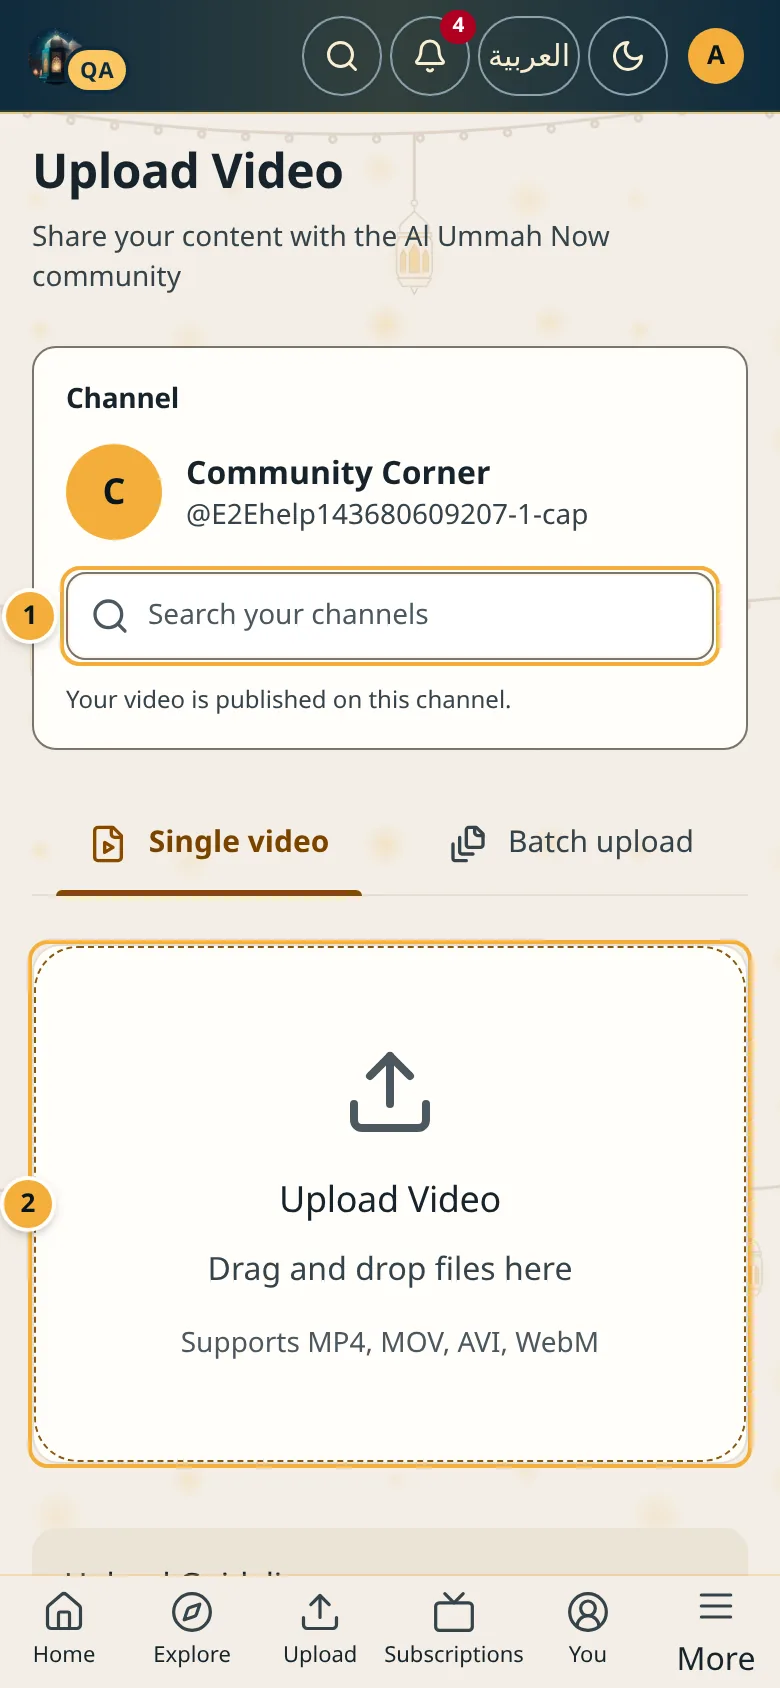 QA
4
العربية
A
Upload Video
Share your content with the Al Ummah Now
community
Channel
C
Community Corner
@E2Ehelp143680609207-1-cap
1
Search your channels
Your video is published on this channel.
Single video
Batch upload
2
Upload Video
Drag and drop files here
Supports MP4, MOV, AVI, WebM
Home
Explore
Upload
Subscriptions
You
More